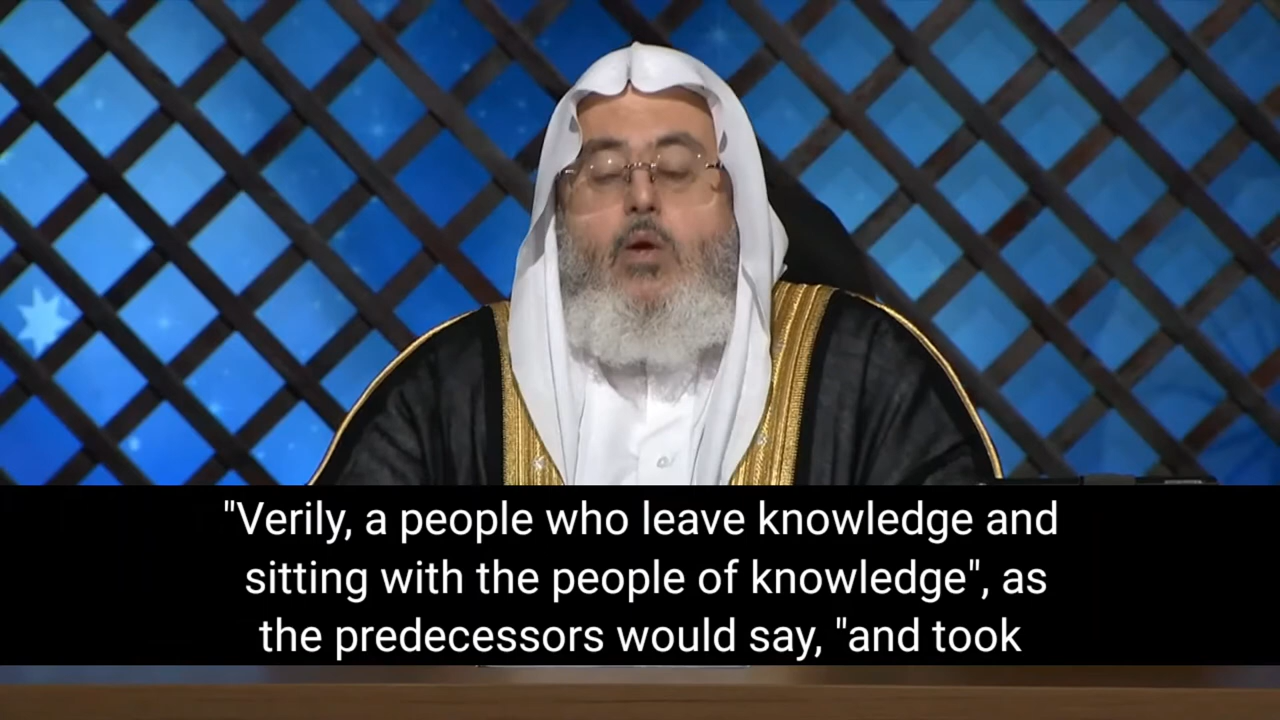 "Verily, a people who leave knowledge and
sitting with the people of knowledge", as
the predecessors would say, "and took